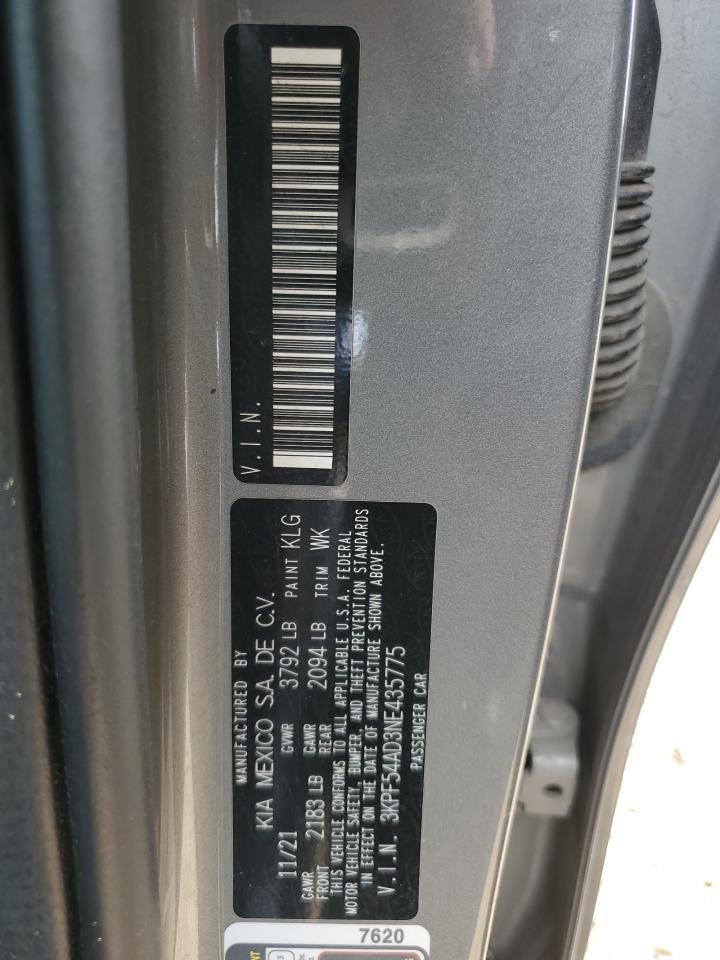 V.I.N.
MANUFACTURED BY
KIA MEXICO S.A. DE C.V.
11/21 GVWR 3792 LB PAINT KLG
GAWR FRONT 2183 LB GAWR REAR 2094 LB TRIM WK
THIS VEHICLE CONFORMS TO ALL APPLICABLE U.S.A. FEDERAL
MOTOR VEHICLE SAFETY, BUMPER, AND THEFT PREVENTION STANDARDS
IN EFFECT ON THE DATE OF MANUFACTURE SHOWN ABOVE.
V.I.N. 3KPF54AD3NE435775
PASSENGER CAR
7620